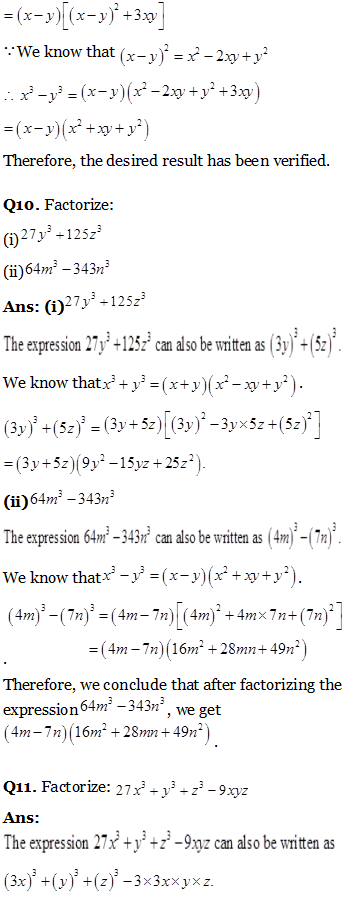 =(x−y)[(x−y)²+3xy]
∵We know that (x−y)² = x²−2xy+y²
∴ x³−y³ =(x−y)(x²−2xy+y²+3xy)
=(x−y)(x²+xy+y²)
Therefore, the desired result has been verified.
Q10. Factorize:
(i)27y³+125z³
(ii)64m³−343n³
Ans: (i)27y³+125z³
The expression 27y³+125z³ can also be written as (3y)³+(5z)³.
We know thatx³+y³ =(x+y)(x²−xy+y²).
(3y)³+(5z)³ =(3y+5z)[(3y)²−3y×5z+(5z)²]
=(3y+5z)(9y²−15yz+25z²).
(ii)64m³−343n³
The expression 64m³−343n³ can also be written as (4m)³−(7n)³.
We know thatx³−y³ =(x−y)(x²+xy+y²).
(4m)³−(7n)³ =(4m−7n)[(4m)²+4m×7n+(7n)²]
. =(4m−7n)(16m²+28mn+49n²)
Therefore, we conclude that after factorizing the
expression64m³−343n³, we get
(4m−7n)(16m²+28mn+49n²).
Q11. Factorize: 27x³+y³+z³−9xyz
Ans:
The expression 27x³+y³+z³−9xyz can also be written as
(3x)³+(y)³+(z)³−3×3x×y×z.